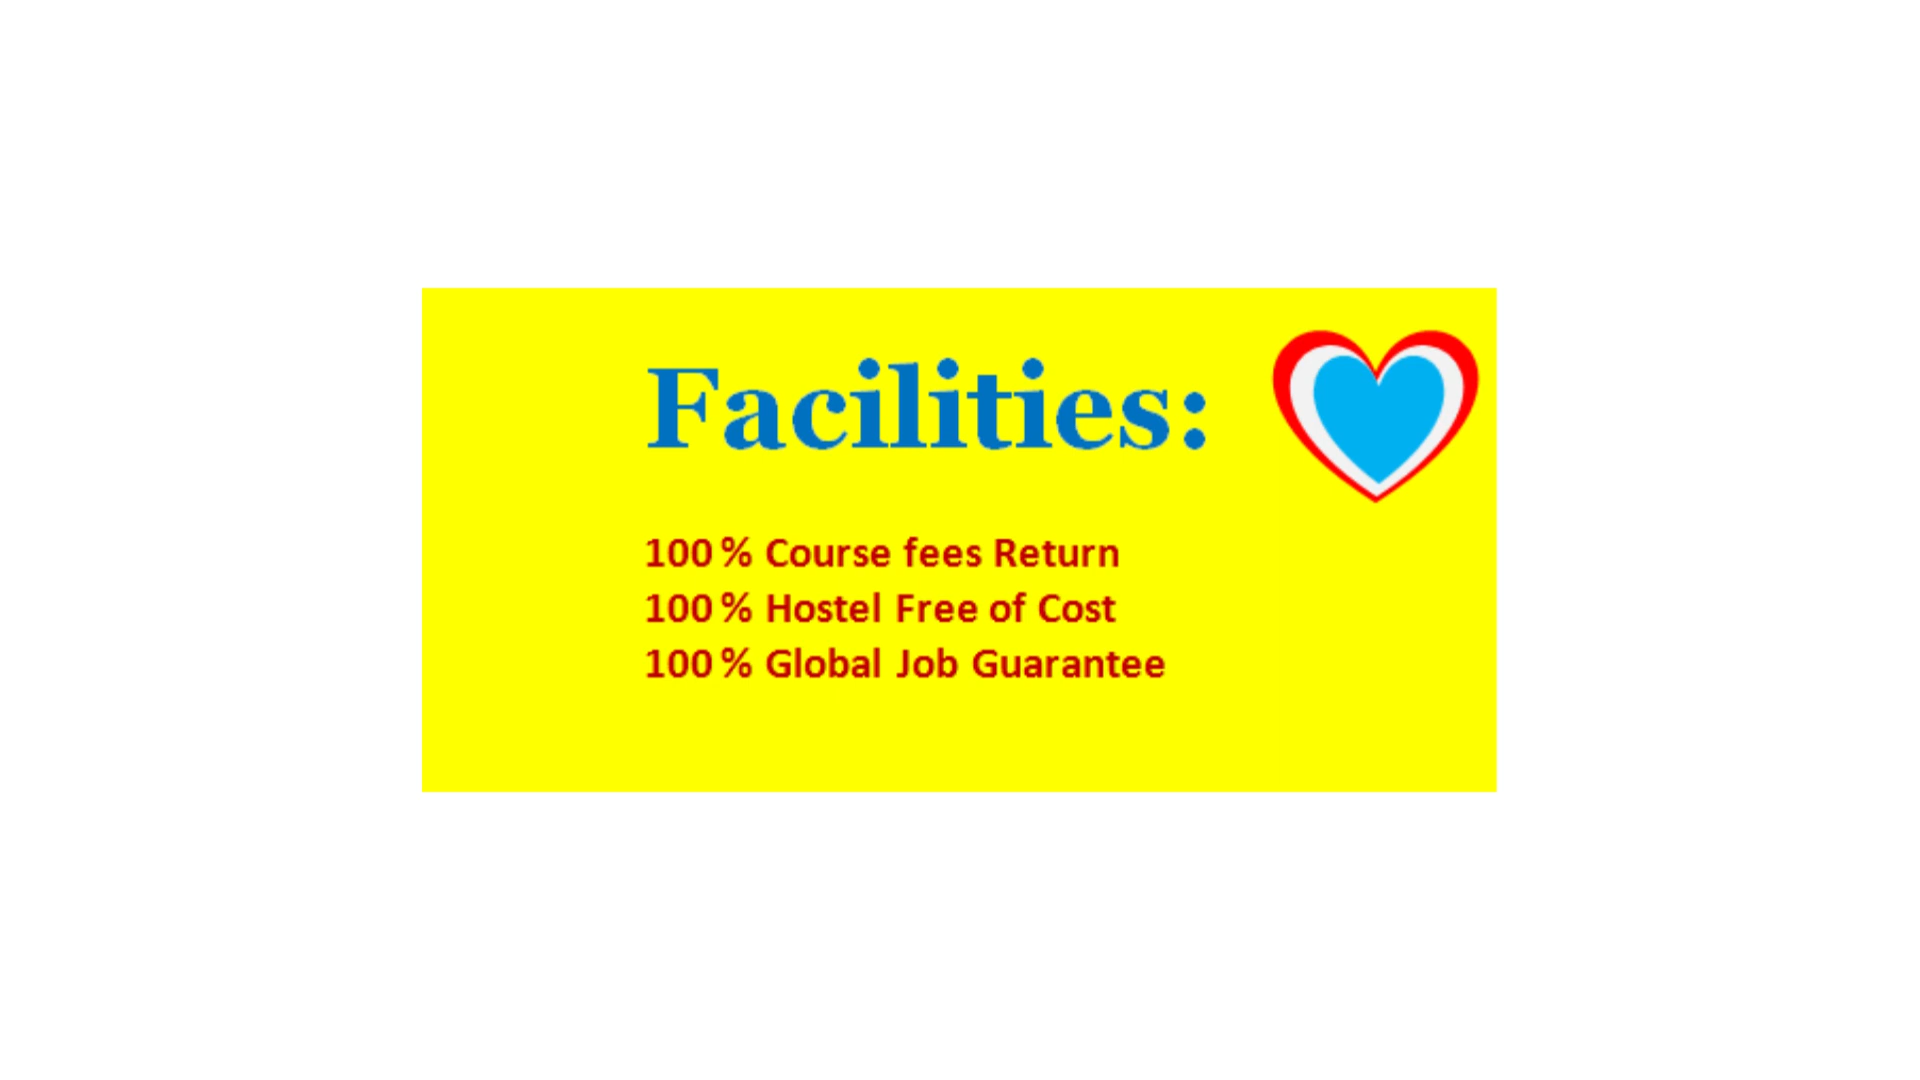 Facilities:
100 % Course fees Return
100 % Hostel Free of Cost
100 % Global Job Guarantee